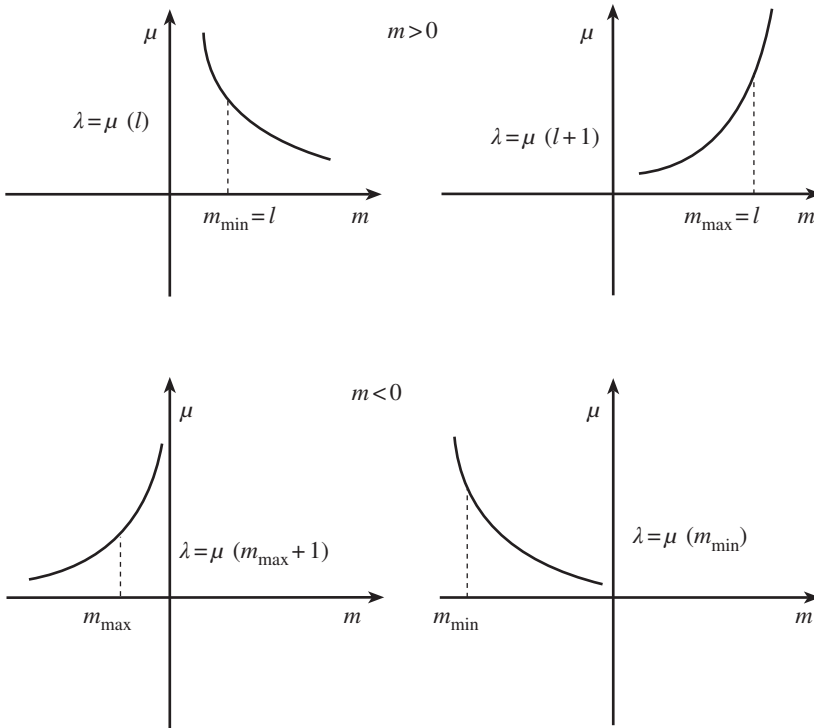 μ
m>0
μ
λ=μ (l)
λ=μ (l+1)
m_min=l
m
m_max=l
m
m<0
μ
μ
λ=μ (m_max+1)
λ=μ (m_min)
m_max
m
m_min
m